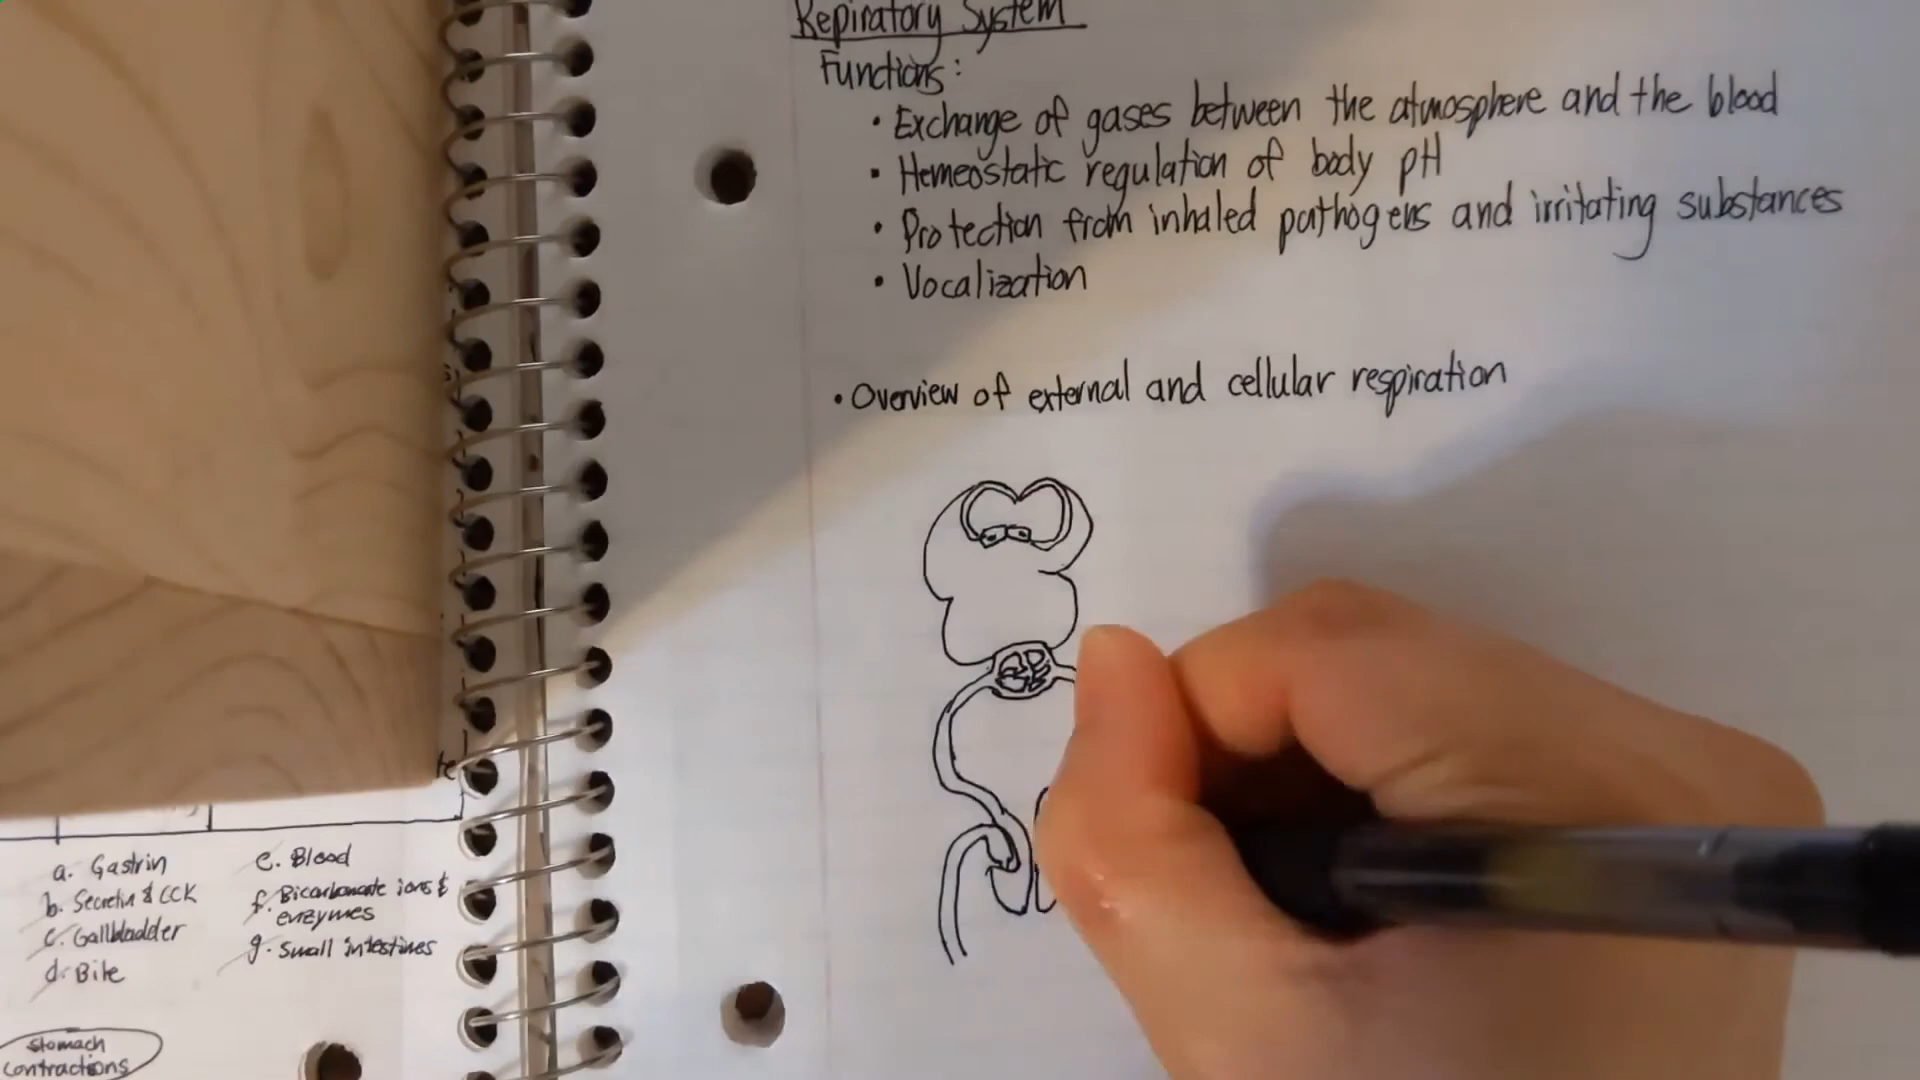 Repiratory System
Functions:
• Exchange of gases between the atmosphere and the blood
• Hemeostatic regulation of body pH
• Protection from inhaled pathogens and irritating substances
• Vocalization
• Overview of external and cellular respiration
a. Gastrin
b. Secretin & CCK
c. Gallbladder
d. Bile
e. Blood
f. Bicarbonate ions &
enzymes
g. Small intestines
Stomach
contractions